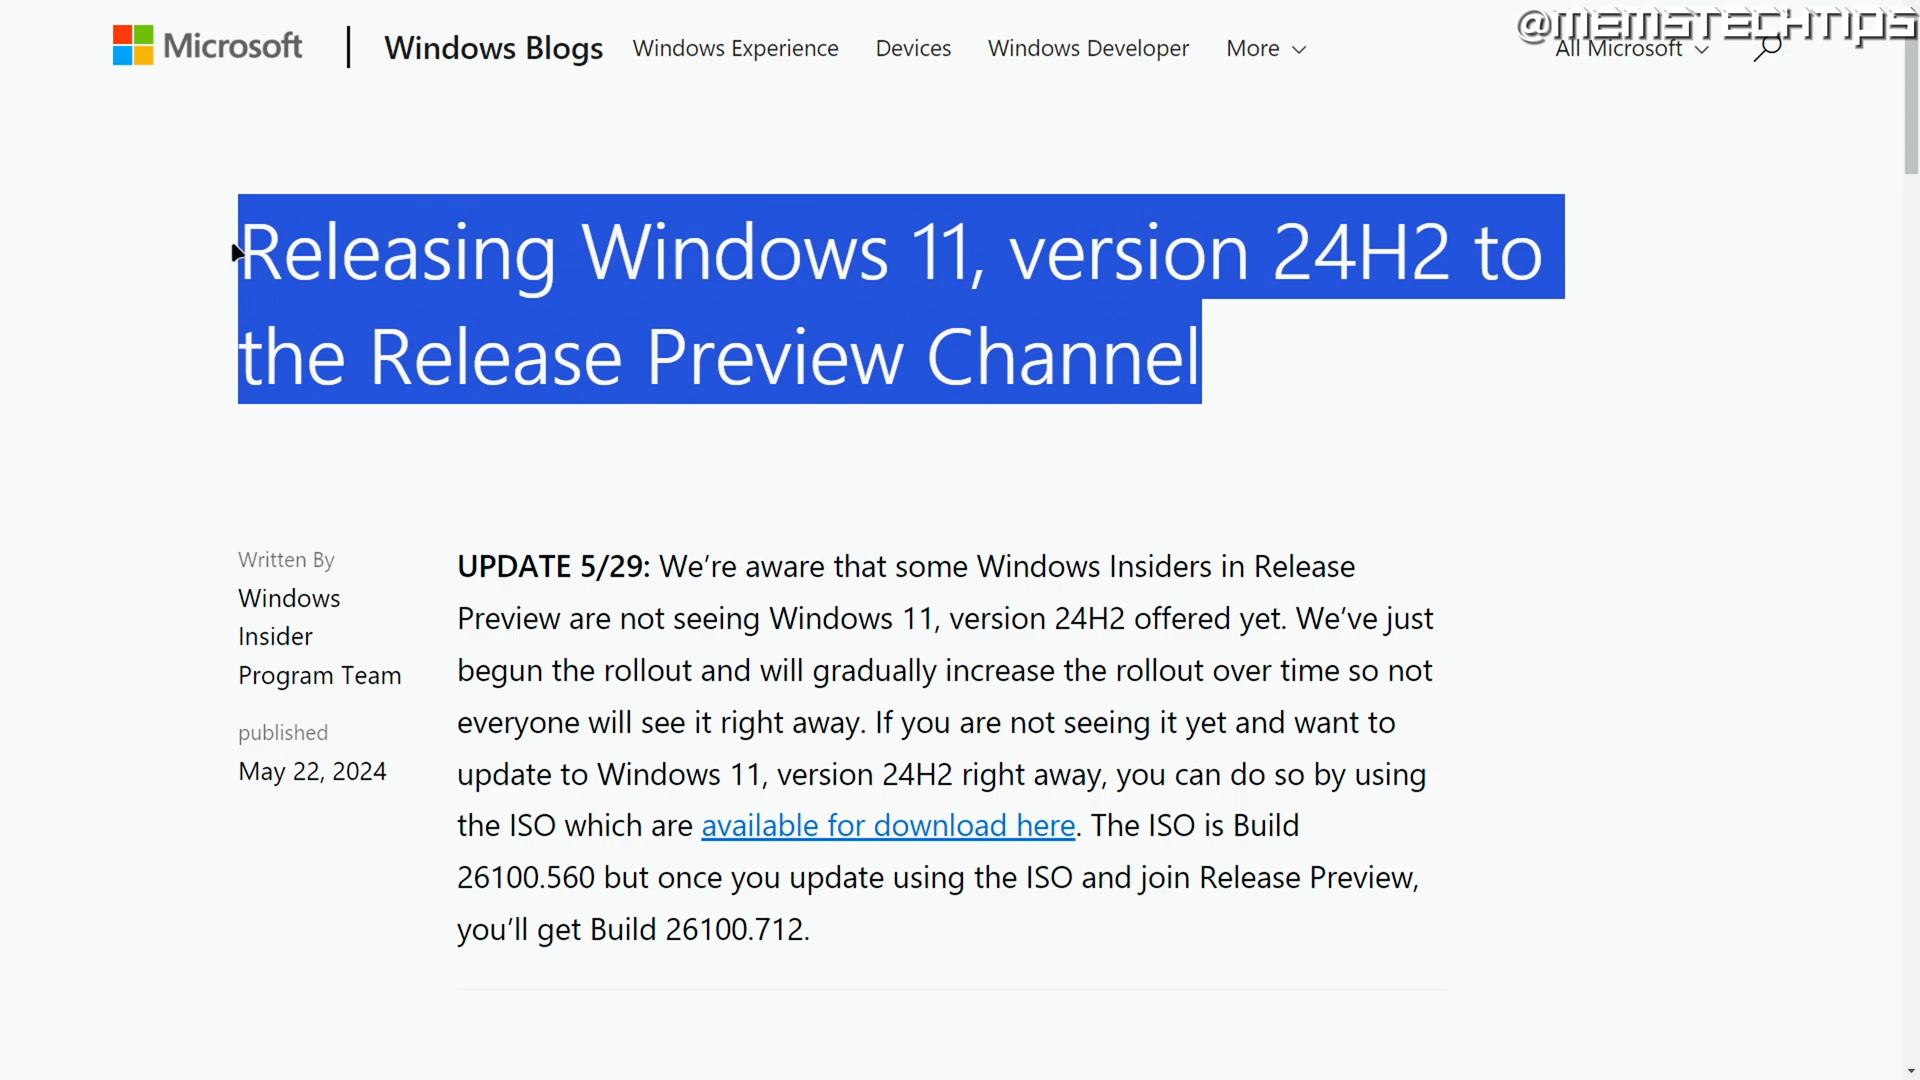 Microsoft
Windows Blogs
Windows Experience
Devices
Windows Developer
More
@MEMSTECHTIPS
All Microsoft
Releasing Windows 11, version 24H2 to
the Release Preview Channel
Written By
Windows
Insider
Program Team
published
May 22, 2024
UPDATE 5/29: We’re aware that some Windows Insiders in Release
Preview are not seeing Windows 11, version 24H2 offered yet. We’ve just
begun the rollout and will gradually increase the rollout over time so not
everyone will see it right away. If you are not seeing it yet and want to
update to Windows 11, version 24H2 right away, you can do so by using
the ISO which are available for download here. The ISO is Build
26100.560 but once you update using the ISO and join Release Preview,
you’ll get Build 26100.712.